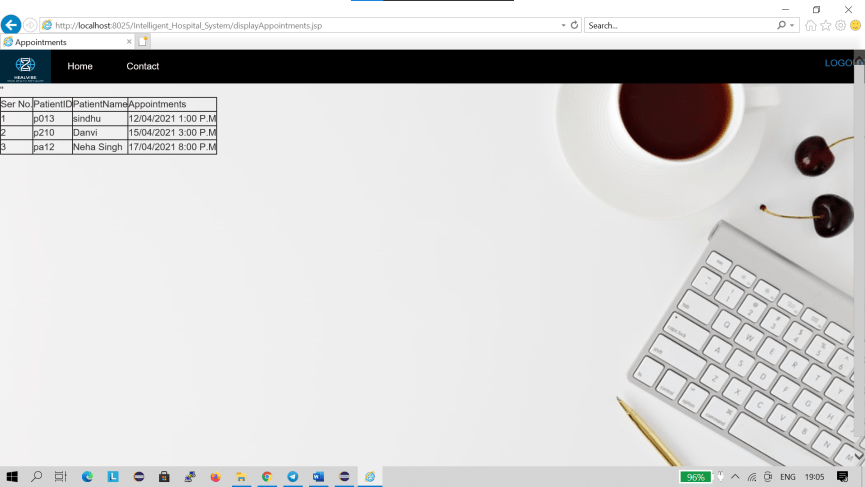 http://localhost:8025/Intelligent_Hospital_System/displayAppointments.jsp
Search...
Appointments
HEALVIBE
Home
Contact
LOGO
"
Ser No. PatientID PatientName Appointments
1 p013 sindhu 12/04/2021 1:00 P.M
2 p210 Danvi 15/04/2021 3:00 P.M
3 pa12 Neha Singh 17/04/2021 8:00 P.M
96%
ENG
19:05